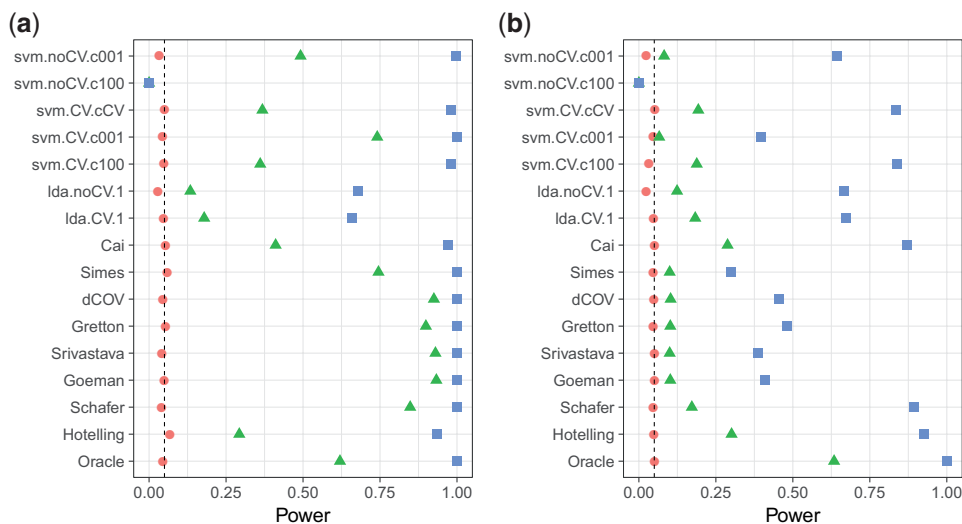 (a)
svm.noCV.c001
svm.noCV.c100
svm.CV.cCV
svm.CV.c001
svm.CV.c100
lda.noCV.1
lda.CV.1
Cai
Simes
dCOV
Gretton
Srivastava
Goeman
Schafer
Hotelling
Oracle
0.00 0.25 0.50 0.75 1.00
Power
(b)
svm.noCV.c001
svm.noCV.c100
svm.CV.cCV
svm.CV.c001
svm.CV.c100
lda.noCV.1
lda.CV.1
Cai
Simes
dCOV
Gretton
Srivastava
Goeman
Schafer
Hotelling
Oracle
0.00 0.25 0.50 0.75 1.00
Power